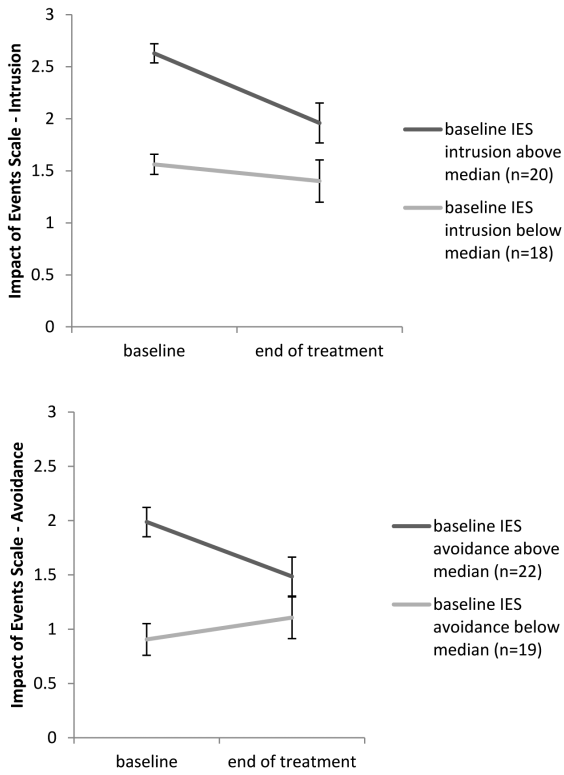 3
2.5
2
1.5
1
0.5
0
Impact of Events Scale - Intrusion
baseline
end of treatment
baseline IES
intrusion above
median (n=20)
baseline IES
intrusion below
median (n=18)
3
2.5
2
1.5
1
0.5
0
Impact of Events Scale - Avoidance
baseline
end of treatment
baseline IES
avoidance above
median (n=22)
baseline IES
avoidance below
median (n=19)